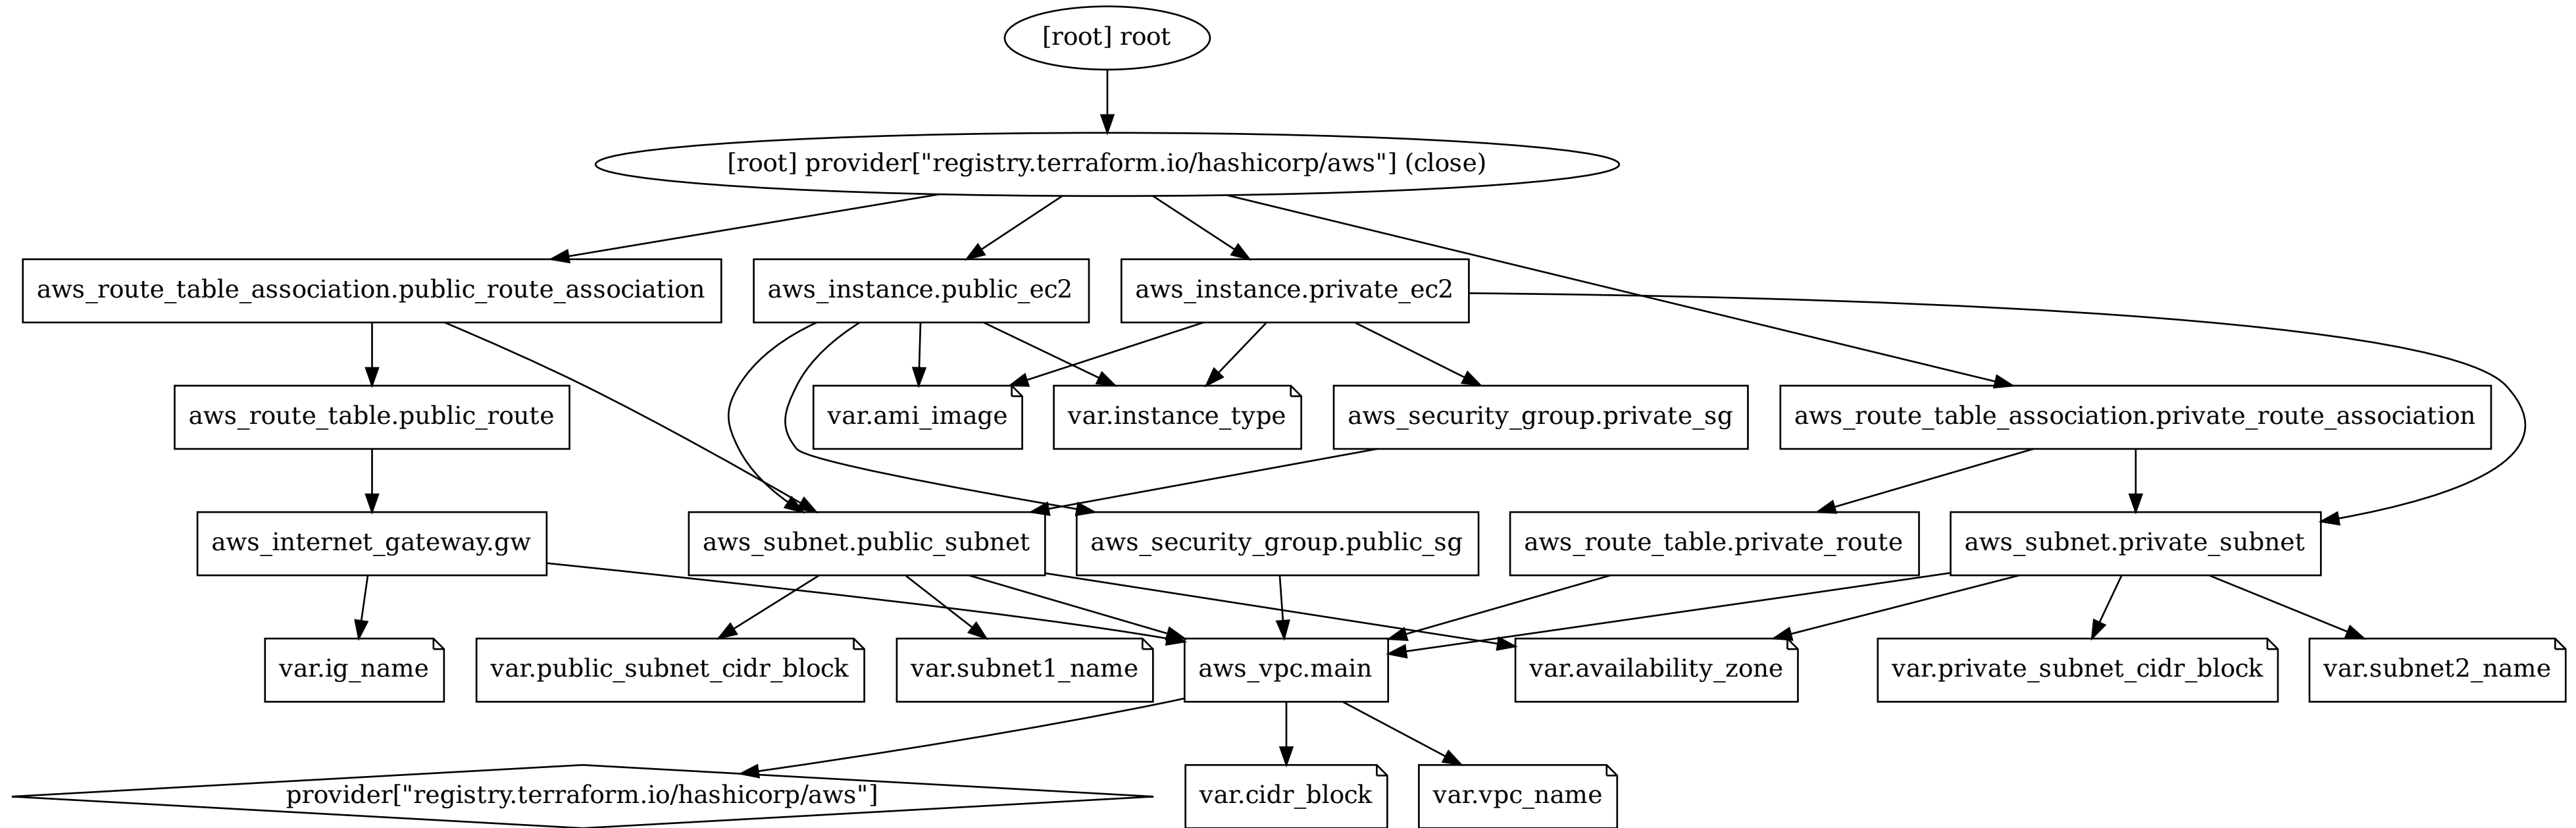 [root] root
[root] provider["registry.terraform.io/hashicorp/aws"] (close)
aws_route_table_association.public_route_association
aws_instance.public_ec2
aws_instance.private_ec2
aws_route_table.public_route
var.ami_image
var.instance_type
aws_security_group.private_sg
aws_route_table_association.private_route_association
aws_internet_gateway.gw
aws_subnet.public_subnet
aws_security_group.public_sg
aws_route_table.private_route
aws_subnet.private_subnet
var.ig_name
var.public_subnet_cidr_block
var.subnet1_name
aws_vpc.main
var.availability_zone
var.private_subnet_cidr_block
var.subnet2_name
provider["registry.terraform.io/hashicorp/aws"]
var.cidr_block
var.vpc_name